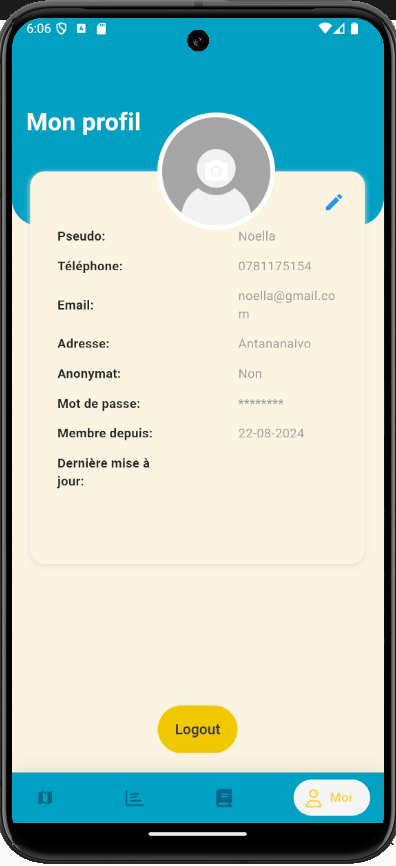 6:06
Mon profil
Pseudo: Noella
Téléphone: 0781175154
Email: noella@gmail.co
m
Adresse: Antananaivo
Anonymat: Non
Mot de passe: ********
Membre depuis: 22-08-2024
Dernière mise à
jour:
Logout
Moi